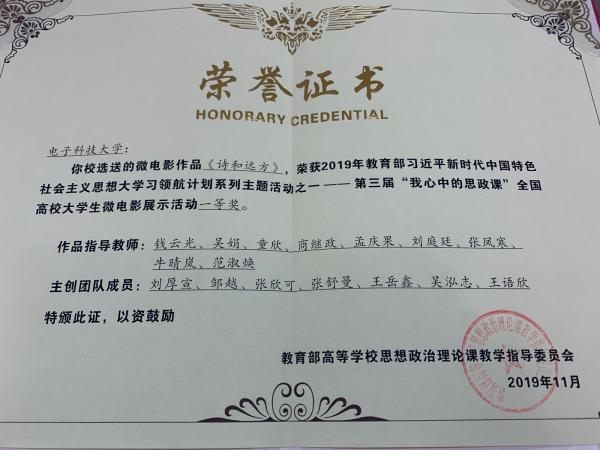 荣誉证书
HONORARY CREDENTIAL
电子科技大学：
你校选送的微电影作品《诗和远方》，荣获2019年教育部习近平新时代中国特色
社会主义思想大学习领航计划系列主题活动之一——第三届“我心中的思政课”全国
高校大学生微电影展示活动一等奖。
作品指导教师：钱云光、吴娟、童欣、商继政、孟庆果、刘庭廷、张凤寒、
牛晴岚、范淑焕
主创团队成员：刘厚宣、邹越、张欣可、张舒曼、王岳鑫、吴泓志、王语欣
特颁此证，以资鼓励
教育部高等学校思想政治理论课教学指导委员会
2019年11月